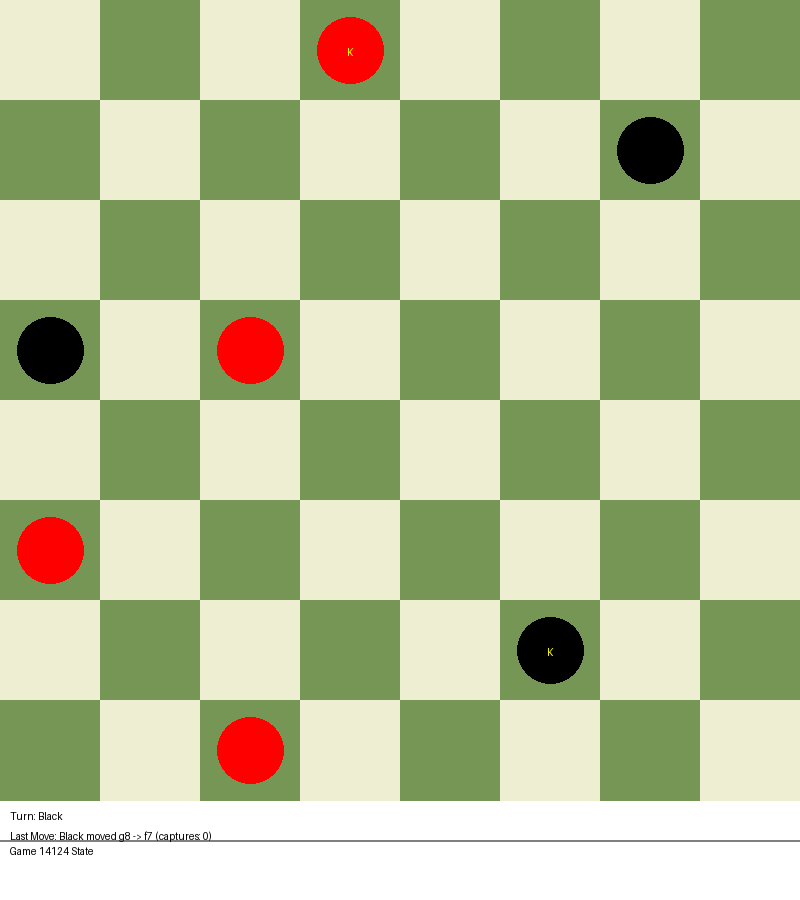 K
K
Turn: Black
Last Move: Black moved g8 -> f7 (captures: 0)
Game 14124 State